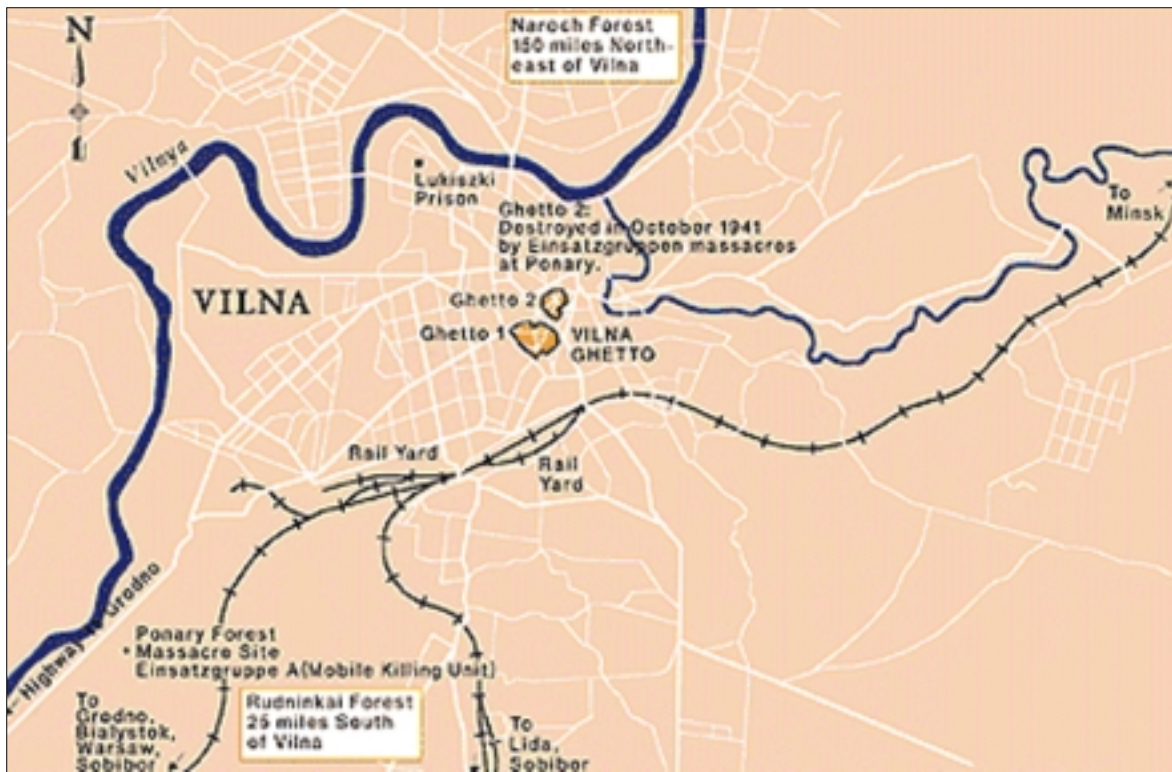 N
Naroch Forest
150 miles North-
east of Vilna
Vilnya
Lukiszki
Prison
To
Minsk
Ghetto 2:
Destroyed in October 1941
by Einsatzgruppen massacres
at Ponary.
VILNA
Ghetto 2
Ghetto 1
VILNA
GHETTO
Rail Yard
Rail
Yard
Highway to Grodno
Ponary Forest
Massacre Site
Einsatzgruppe A (Mobile Killing Unit)
Rudninkai Forest
25 miles South
of Vilna
To
Grodno,
Bialystok,
Warsaw,
Sobibor
To
Lida,
Sobibor